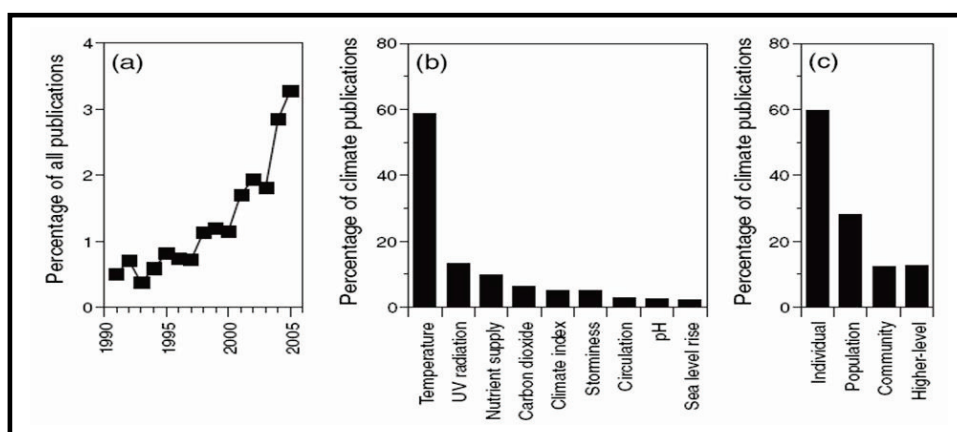 (a)
Percentage of all publications
4
3
2
1
0
1990
1995
2000
2005
(b)
Percentage of climate publications
80
60
40
20
0
Temperature
UV radiation
Nutrient supply
Carbon dioxide
Climate index
Storminess
Circulation
pH
Sea level rise
(c)
Percentage of climate publications
80
60
40
20
0
Individual
Population
Community
Higher-level